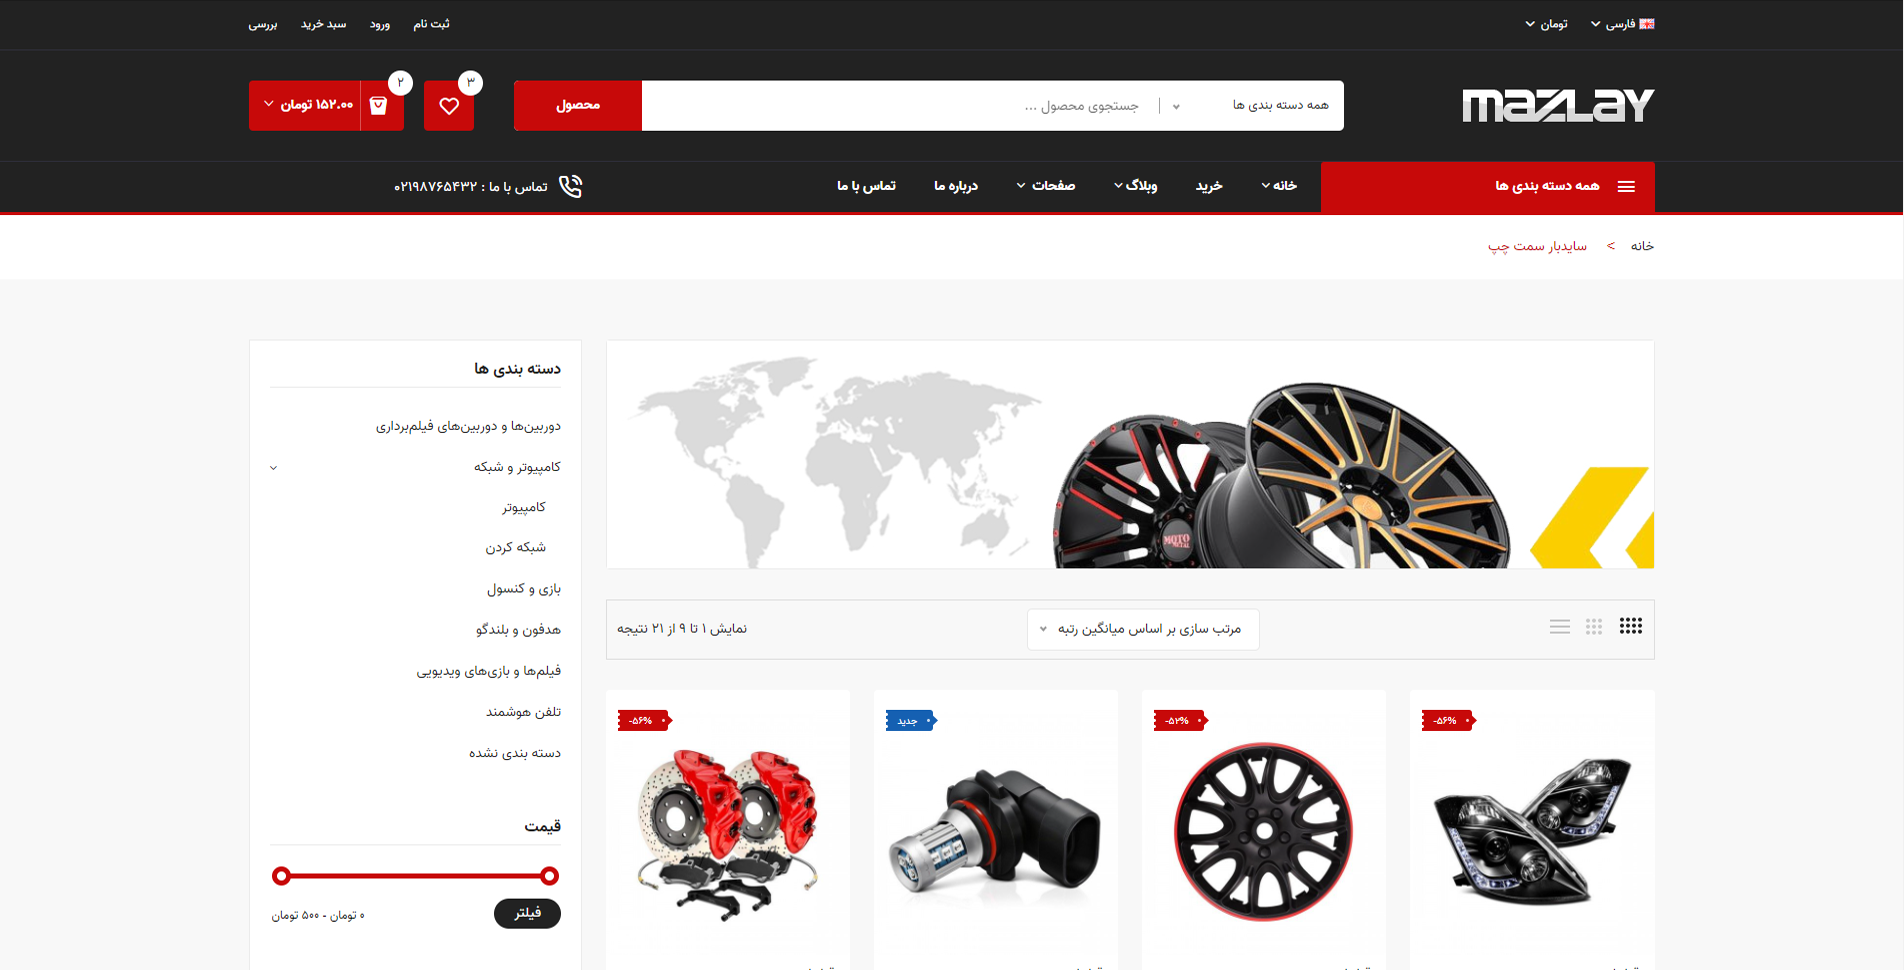 فارسی
تومان
ثبت نام
ورود
سبد خرید
بررسی
MAZLAY
همه دسته بندی ها
جستجوی محصول ...
محصول
۳
۲
۱۵۲.۰۰ تومان
همه دسته بندی ها
خانه
خرید
وبلاگ
صفحات
درباره ما
تماس با ما
تماس با ما : ۰۲۱۹۸۷۶۵۴۳۲
خانه > سایدبار سمت چپ
MOTO
METAL
مرتب سازی بر اساس میانگین رتبه
نمایش ۱ تا ۹ از ۲۱ نتیجه
-۵۶%
-۵۲%
جدید
-۵۶%
دسته بندی ها
دوربین‌ها و دوربین‌های فیلم‌برداری
کامپیوتر و شبکه
کامپیوتر
شبکه کردن
بازی و کنسول
هدفون و بلندگو
فیلم‌ها و بازی‌های ویدیویی
تلفن هوشمند
دسته بندی نشده
قیمت
فیلتر
۰ تومان - ۵۰۰ تومان